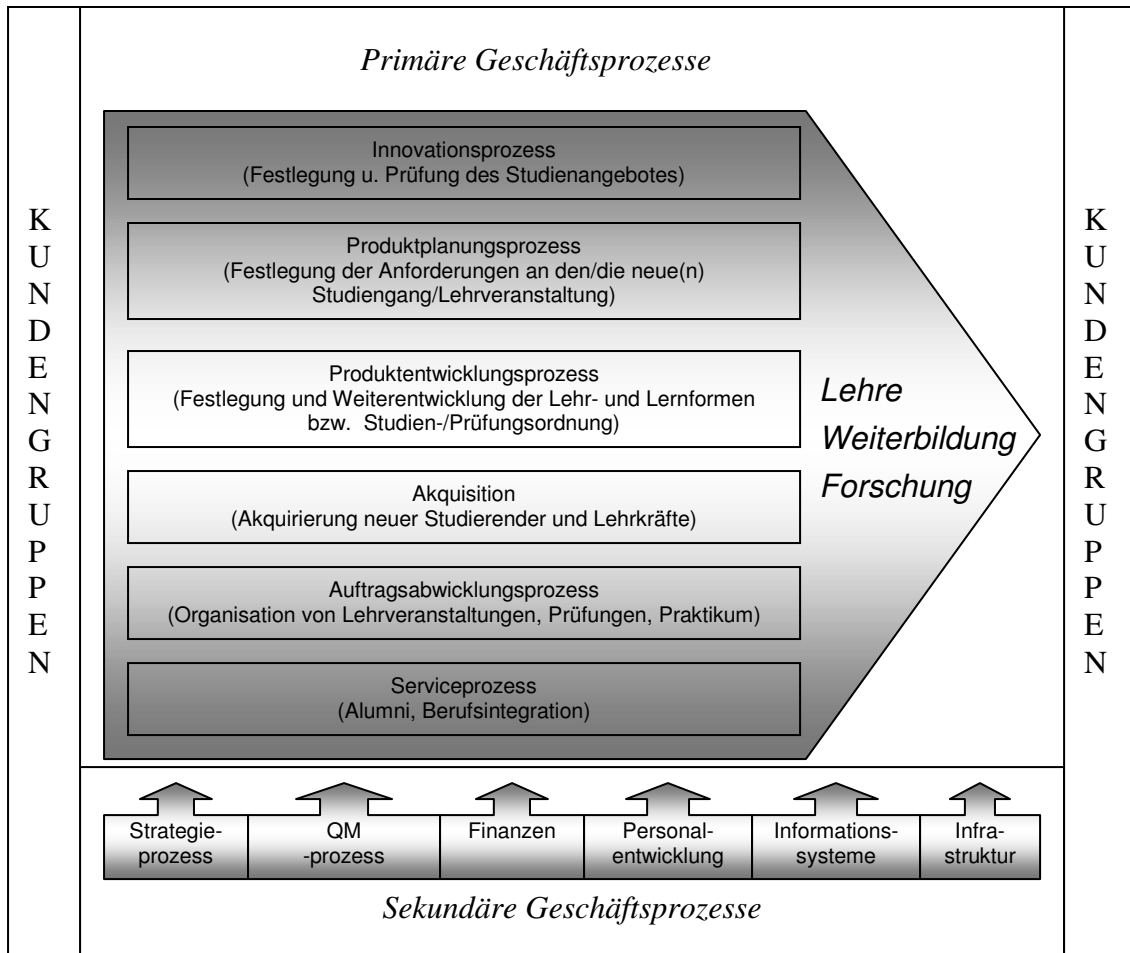 Primäre Geschäftsprozesse
KUNDENGRUPPEN
Innovationsprozess
(Festlegung u. Prüfung des Studienangebotes)
Produktplanungsprozess
(Festlegung der Anforderungen an den/die neue(n)
Studiengang/Lehrveranstaltung)
Produktentwicklungsprozess
(Festlegung und Weiterentwicklung der Lehr- und Lernformen
bzw. Studien-/Prüfungsordnung)
Akquisition
(Akquirierung neuer Studierender und Lehrkräfte)
Auftragsabwicklungsprozess
(Organisation von Lehrveranstaltungen, Prüfungen, Praktikum)
Serviceprozess
(Alumni, Berufsintegration)
Lehre
Weiterbildung
Forschung
KUNDENGRUPPEN
Strategie-
prozess
QM
-prozess
Finanzen
Personal-
entwicklung
Informations-
systeme
Infra-
struktur
Sekundäre Geschäftsprozesse